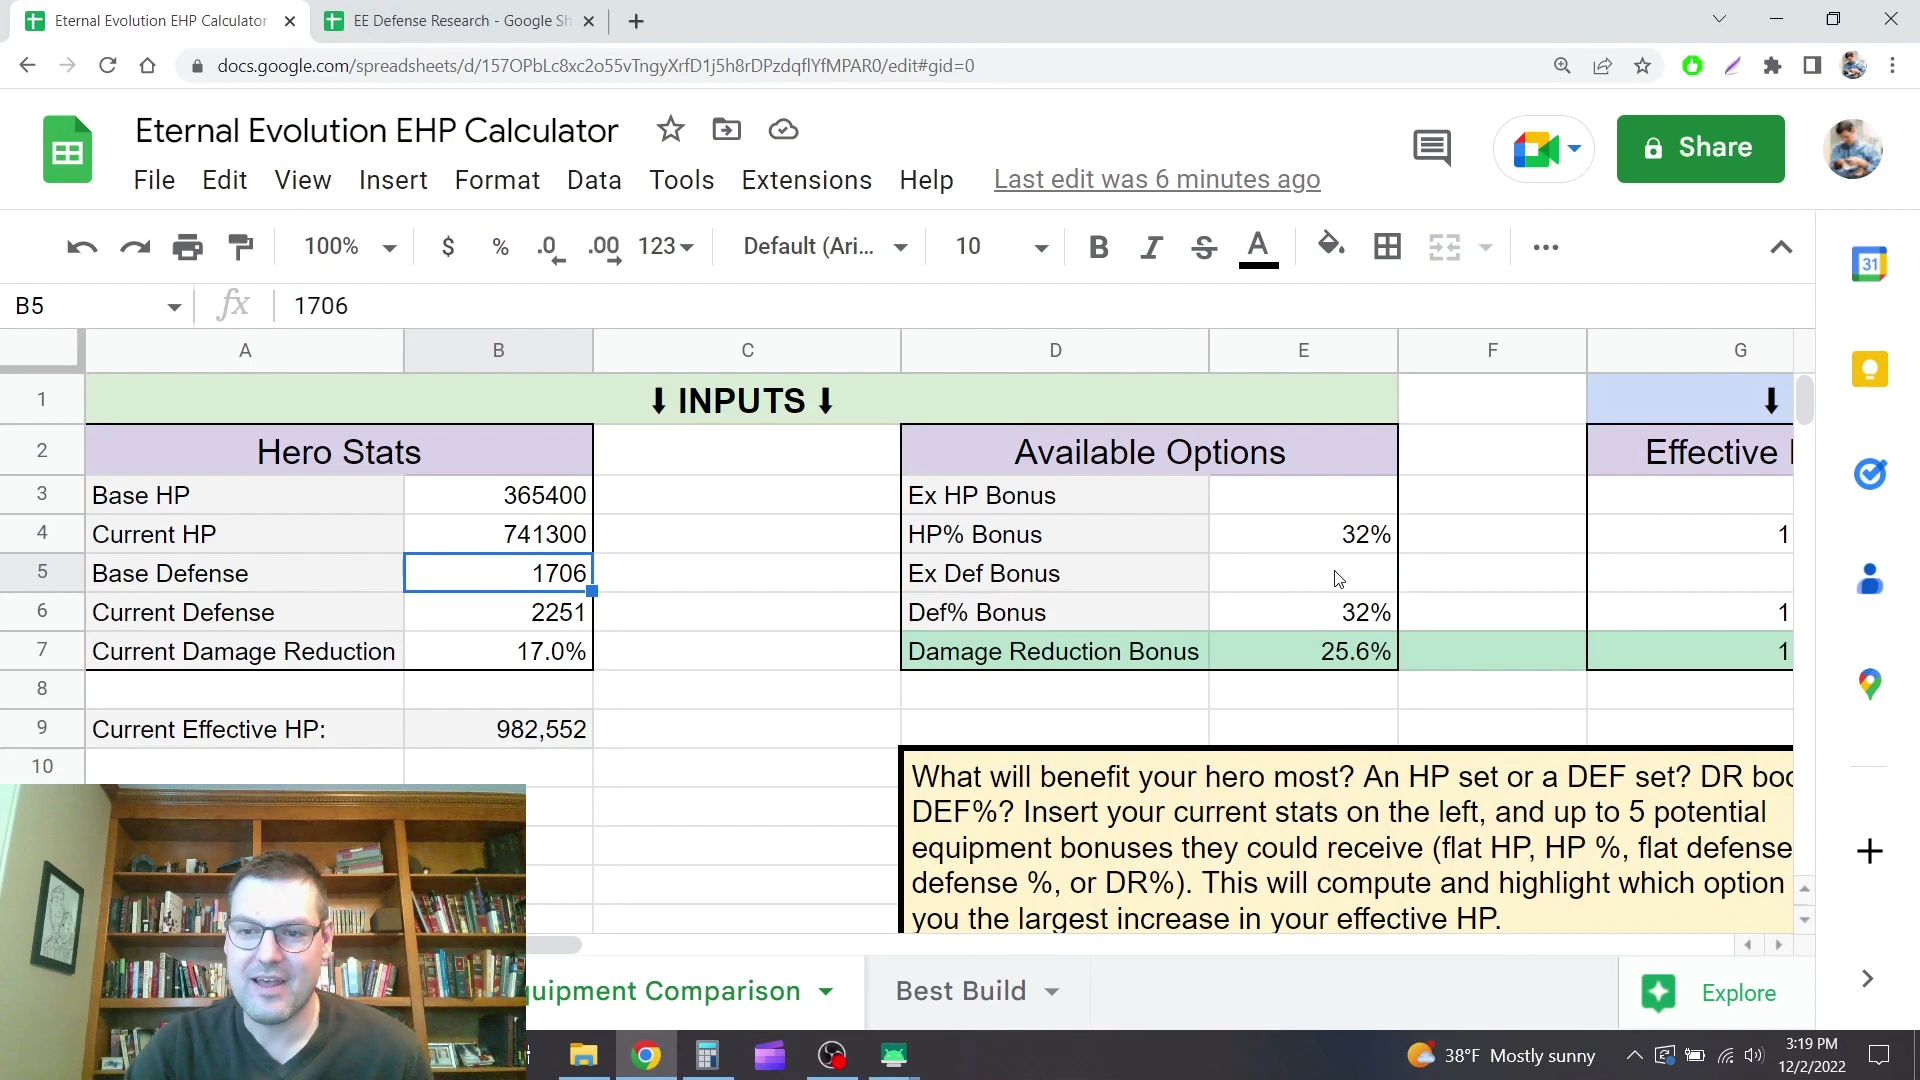 Eternal Evolution EHP Calculator
EE Defense Research - Google Sh
docs.google.com/spreadsheets/d/157OPbLc8xc2o55vTngyXrfD1j5h8rDPzdqflYfMPAR0/edit#gid=0
Eternal Evolution EHP Calculator
Share
File Edit View Insert Format Data Tools Extensions Help Last edit was 6 minutes ago
100% $ % .0 .00 123 Default (Ari... 10 B I S A
31
B5 fx 1706
A B C D E F G
1 ⬇ INPUTS ⬇ ⬇
2 Hero Stats Available Options Effective
3 Base HP 365400 Ex HP Bonus
4 Current HP 741300 HP% Bonus 32% 1
5 Base Defense 1706 Ex Def Bonus
6 Current Defense 2251 Def% Bonus 32% 1
7 Current Damage Reduction 17.0% Damage Reduction Bonus 25.6% 1
8
9 Current Effective HP: 982,552
10
What will benefit your hero most? An HP set or a DEF set? DR boo
DEF%? Insert your current stats on the left, and up to 5 potential
equipment bonuses they could receive (flat HP, HP %, flat defense
defense %, or DR%). This will compute and highlight which option
you the largest increase in your effective HP.
uipment Comparison Best Build Explore
38°F Mostly sunny
3:19 PM
12/2/2022